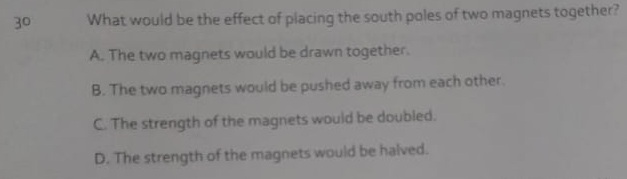 30 What would be the effect of placing the south poles of two magnets together?
A. The two magnets would be drawn together.
B. The two magnets would be pushed away from each other.
C. The strength of the magnets would be doubled.
D. The strength of the magnets would be halved.